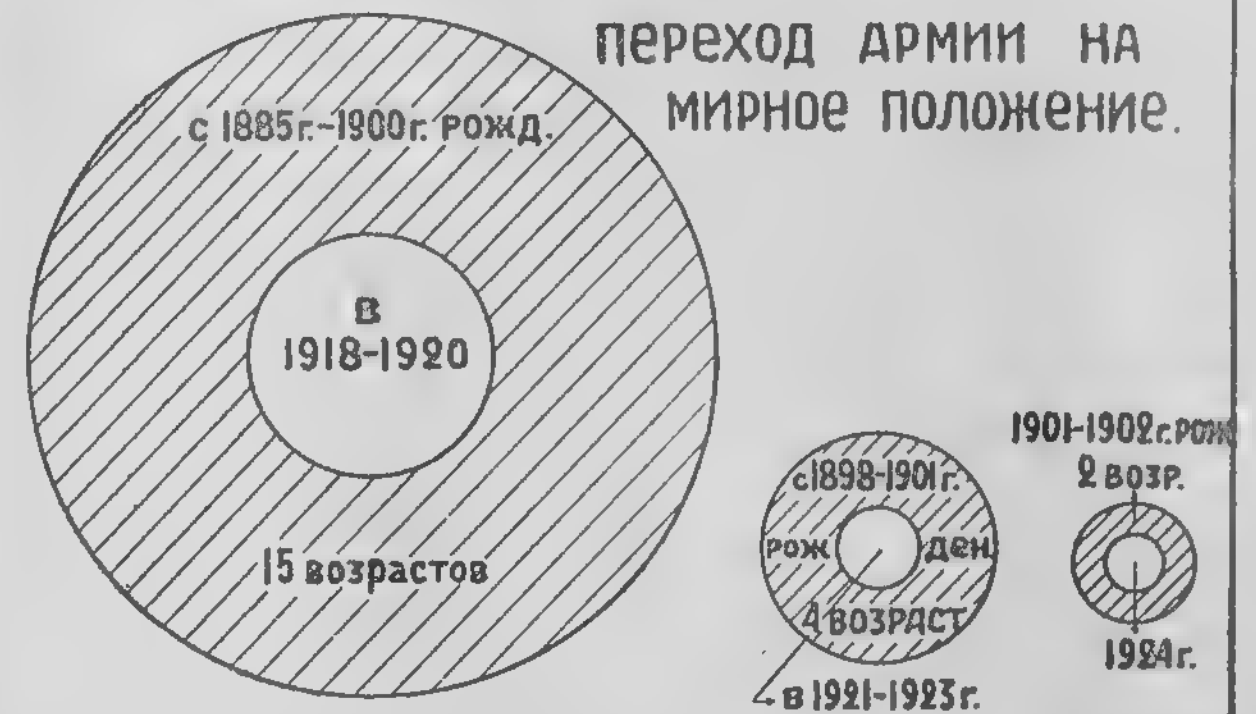 ПЕРЕХОД АРМИИ НА
МИРНОЕ ПОЛОЖЕНИЕ.
с 1885г.-1900г. РОЖД.
В
1918-1920
15 возрастов
с 1898-1901г.
РОЖ ДЕН.
4 ВОЗРАСТ
в 1921-1923г.
1901-1902г. РОЖ
2 ВОЗР.
1924г.